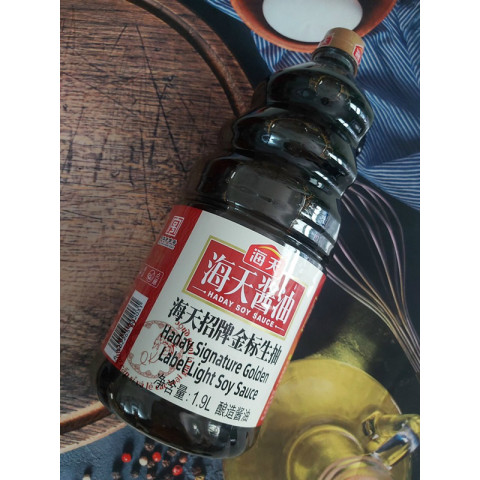 海天
海天酱油
HADAY SOY SAUCE
海天招牌金标生抽
Haday Signature Golden
Label Light Soy Sauce
净含量：1.9L 酿造酱油